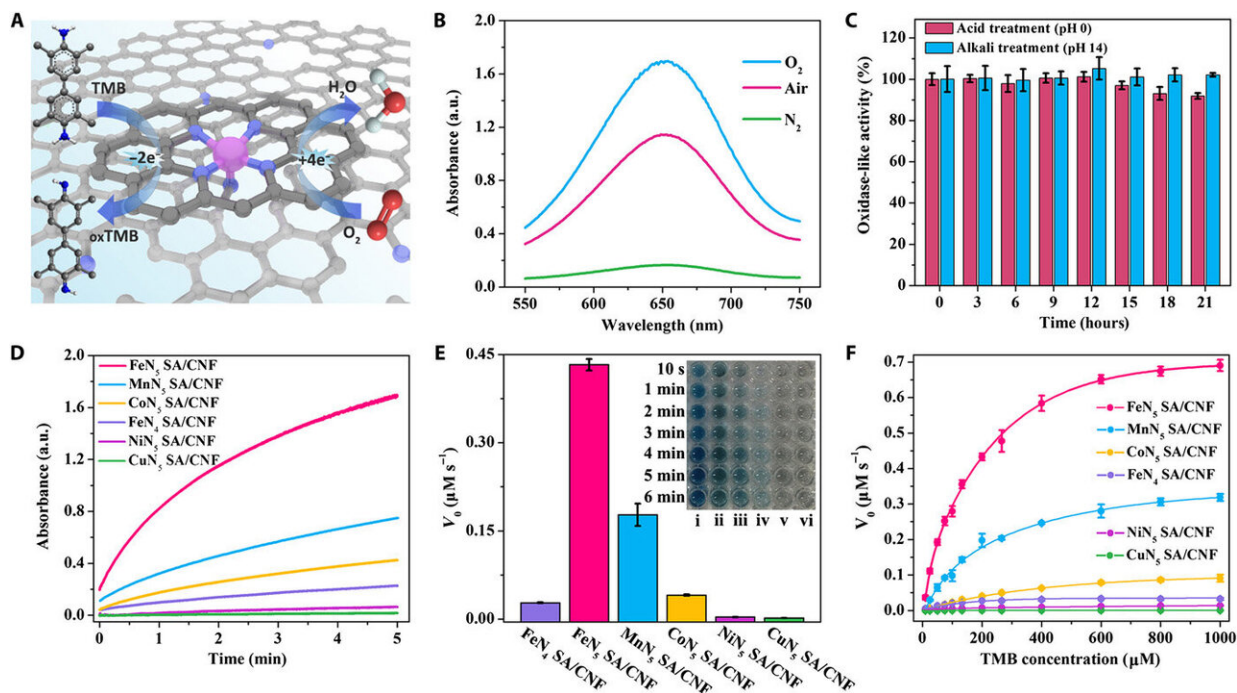 A
TMB
H2O
−2e−
+4e−
oxTMB
O2
B
2.0
1.6
1.2
0.8
0.4
0.0
Absorbance (a.u.)
O2
Air
N2
550 600 650 700 750
Wavelength (nm)
C
Acid treatment (pH 0)
Alkali treatment (pH 14)
120
100
80
60
40
20
0
Oxidase-like activity (%)
0 3 6 9 12 15 18 21
Time (hours)
D
2.0
1.6
1.2
0.8
0.4
0.0
Absorbance (a.u.)
FeN5 SA/CNF
MnN5 SA/CNF
CoN5 SA/CNF
FeN4 SA/CNF
NiN5 SA/CNF
CuN5 SA/CNF
0 1 2 3 4 5
Time (min)
E
0.45
0.30
0.15
0.00
V0 (μM s−1)
10 s
1 min
2 min
3 min
4 min
5 min
6 min
i ii iii iv v vi
FeN4 SA/CNF
FeN5 SA/CNF
MnN5 SA/CNF
CoN5 SA/CNF
NiN5 SA/CNF
CuN5 SA/CNF
F
0.7
0.6
0.5
0.4
0.3
0.2
0.1
0.0
V0 (μM s−1)
FeN5 SA/CNF
MnN5 SA/CNF
CoN5 SA/CNF
FeN4 SA/CNF
NiN5 SA/CNF
CuN5 SA/CNF
0 200 400 600 800 1000
TMB concentration (μM)